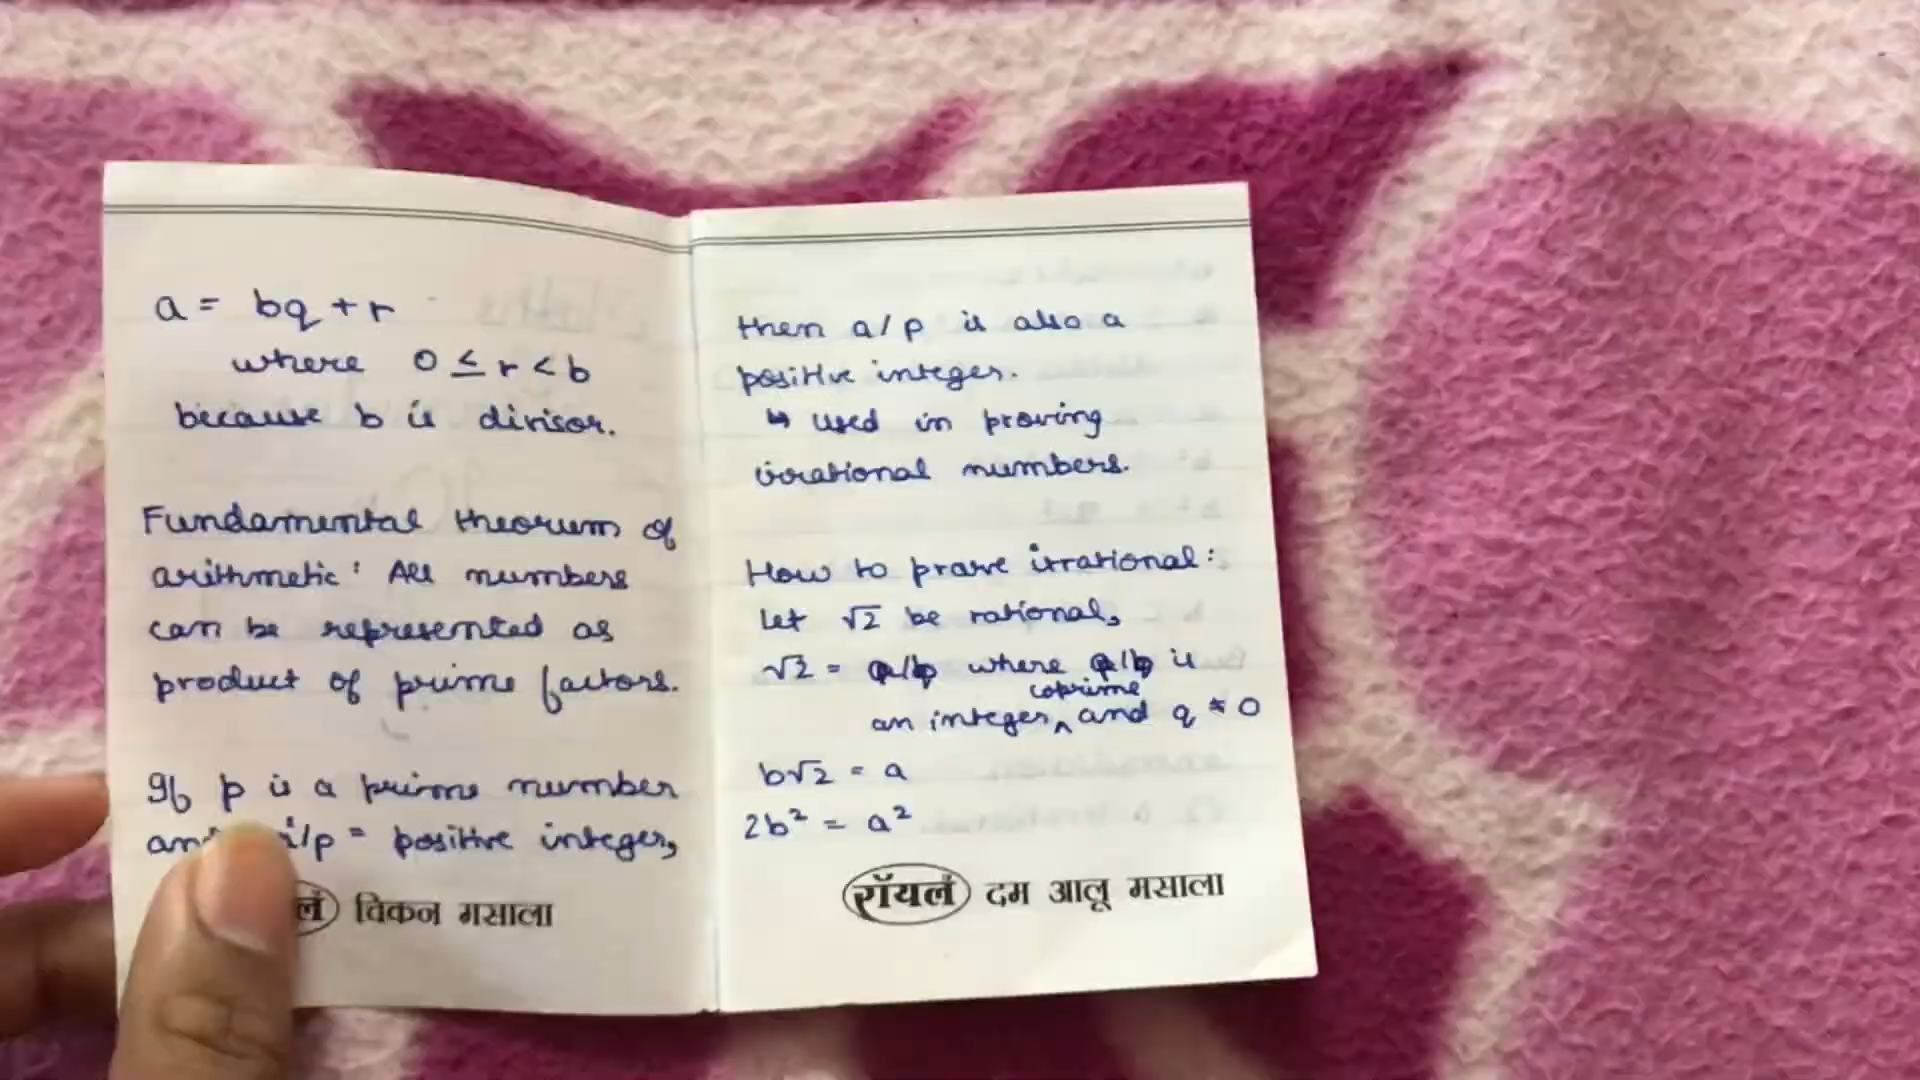 a = bq + r
where 0 ≤ r < b
because b is divisor.
Fundamental theorum of
arithmetic: All numbers
can be represented as
product of prime factors.
If p is a prime number
and /p = positive integer,
चिकन मसाला
then a/p is also a
positive integer.
↳ used in proving
irrational numbers.
How to prove irrational:
Let √2 be rational,
√2 = a/b where a/b is
coprime
an integer ^ and q ≠ 0
b√2 = a
2b² = a²
रॉयल दम आलू मसाला